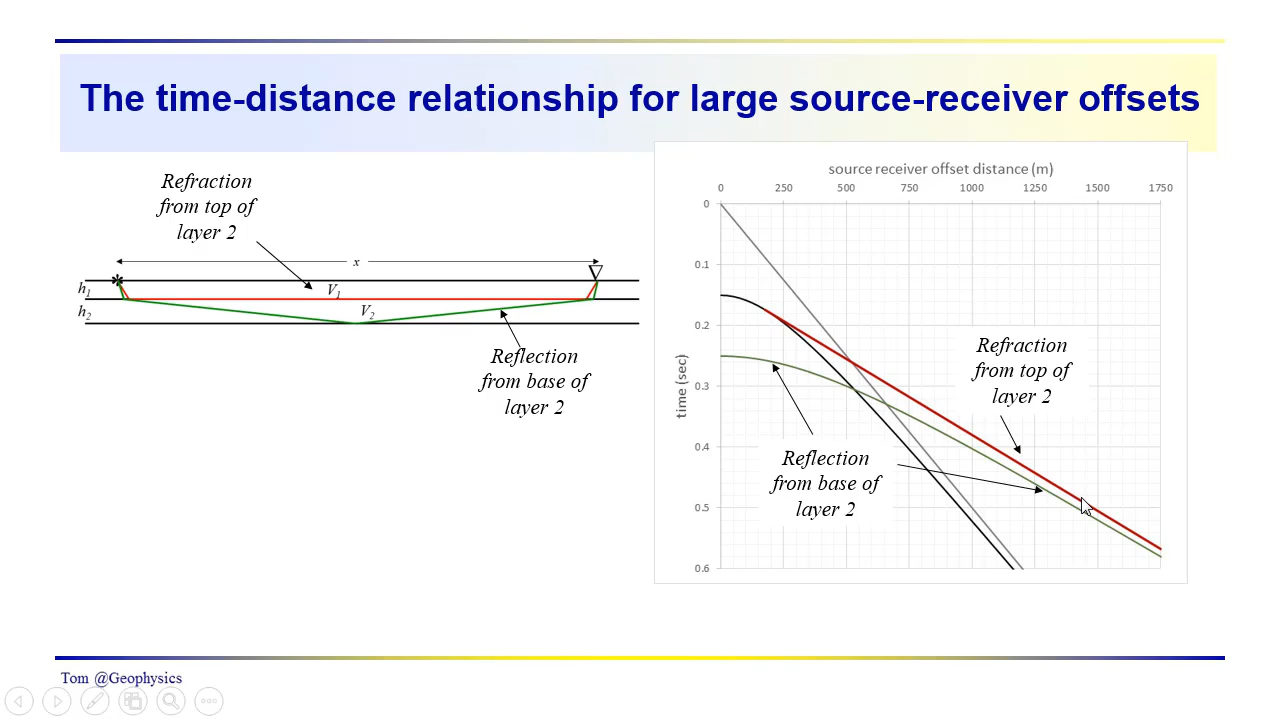 The time-distance relationship for large source-receiver offsets
Refraction
from top of
layer 2
x
h1
V1
h2
V2
Reflection
from base of
layer 2
source receiver offset distance (m)
0 250 500 750 1000 1250 1500 1750
0
0.1
0.2
0.3
0.4
0.5
0.6
time (sec)
Refraction
from top of
layer 2
Reflection
from base of
layer 2
Tom @Geophysics